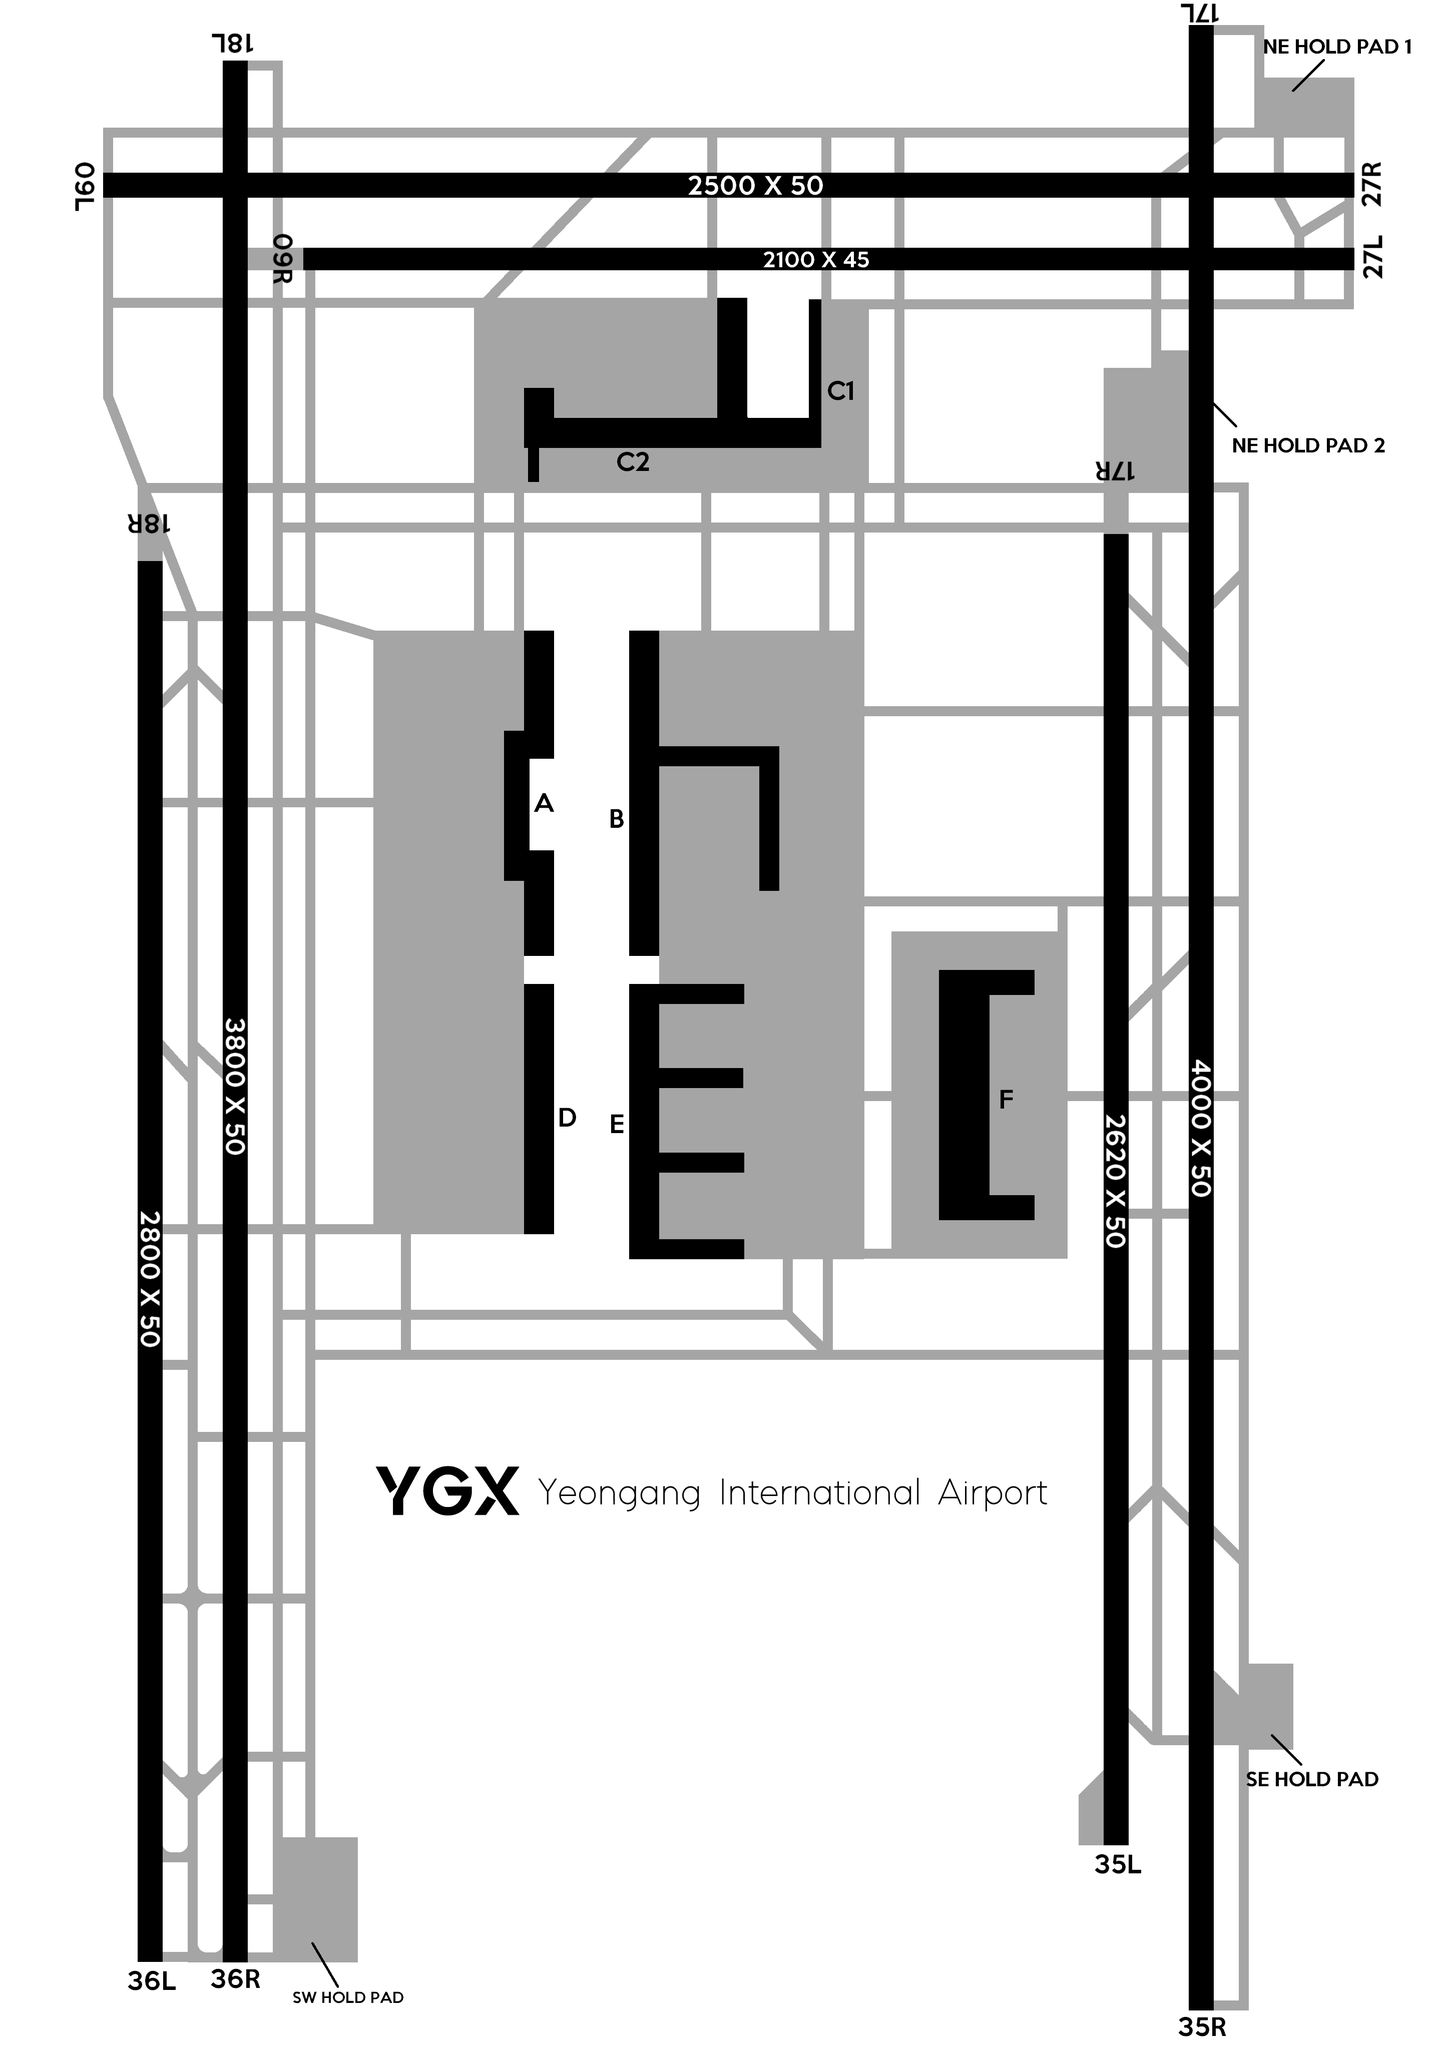 17L
18L
NE HOLD PAD 1
09L
2500 X 50
27R
09R
2100 X 45
27L
C1
NE HOLD PAD 2
C2
17R
18R
A
B
3800 X 50
4000 X 50
F
D
E
2620 X 50
2800 X 50
YGX Yeongang International Airport
SE HOLD PAD
35L
36L
36R
SW HOLD PAD
35R